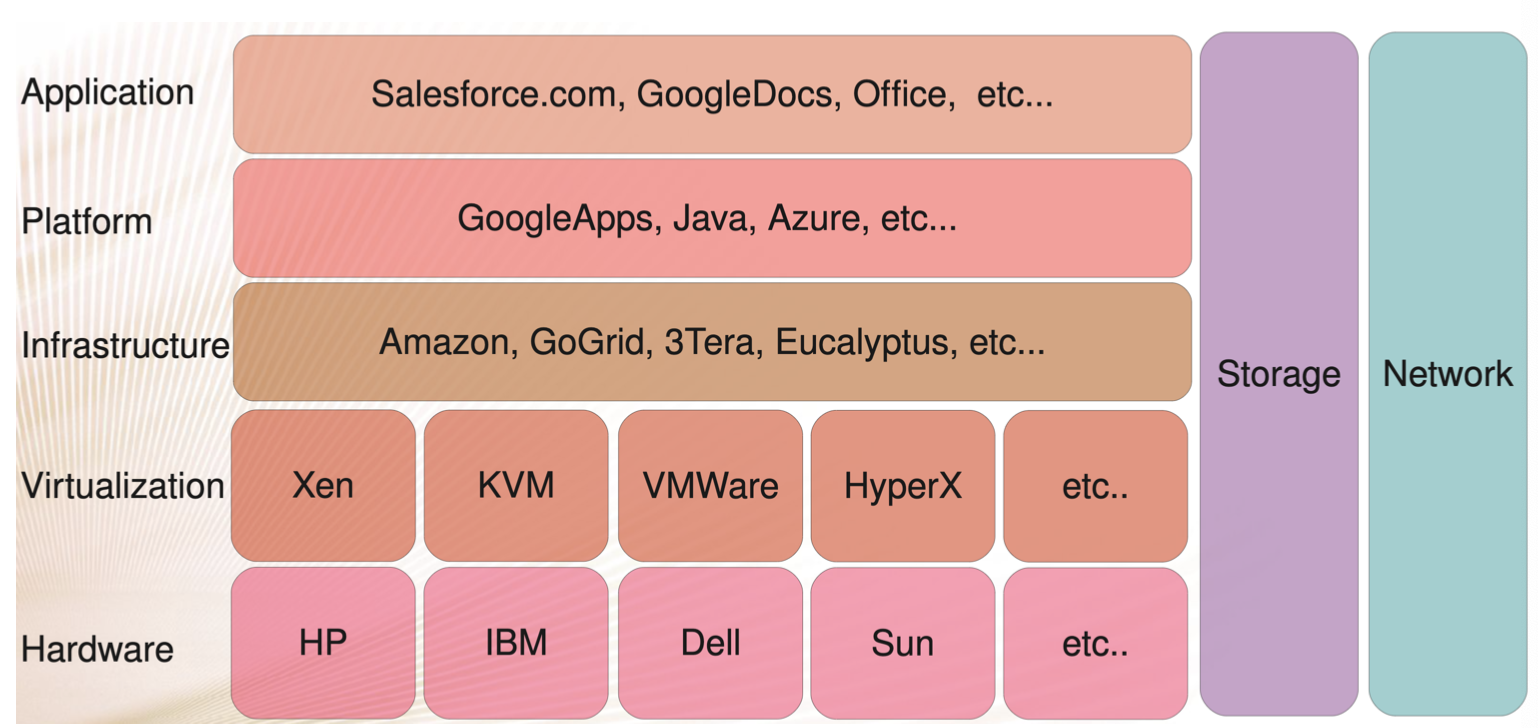 Application
Salesforce.com, GoogleDocs, Office, etc...
Platform
GoogleApps, Java, Azure, etc...
Infrastructure
Amazon, GoGrid, 3Tera, Eucalyptus, etc...
Storage
Network
Virtualization
Xen
KVM
VMWare
HyperX
etc..
Hardware
HP
IBM
Dell
Sun
etc..